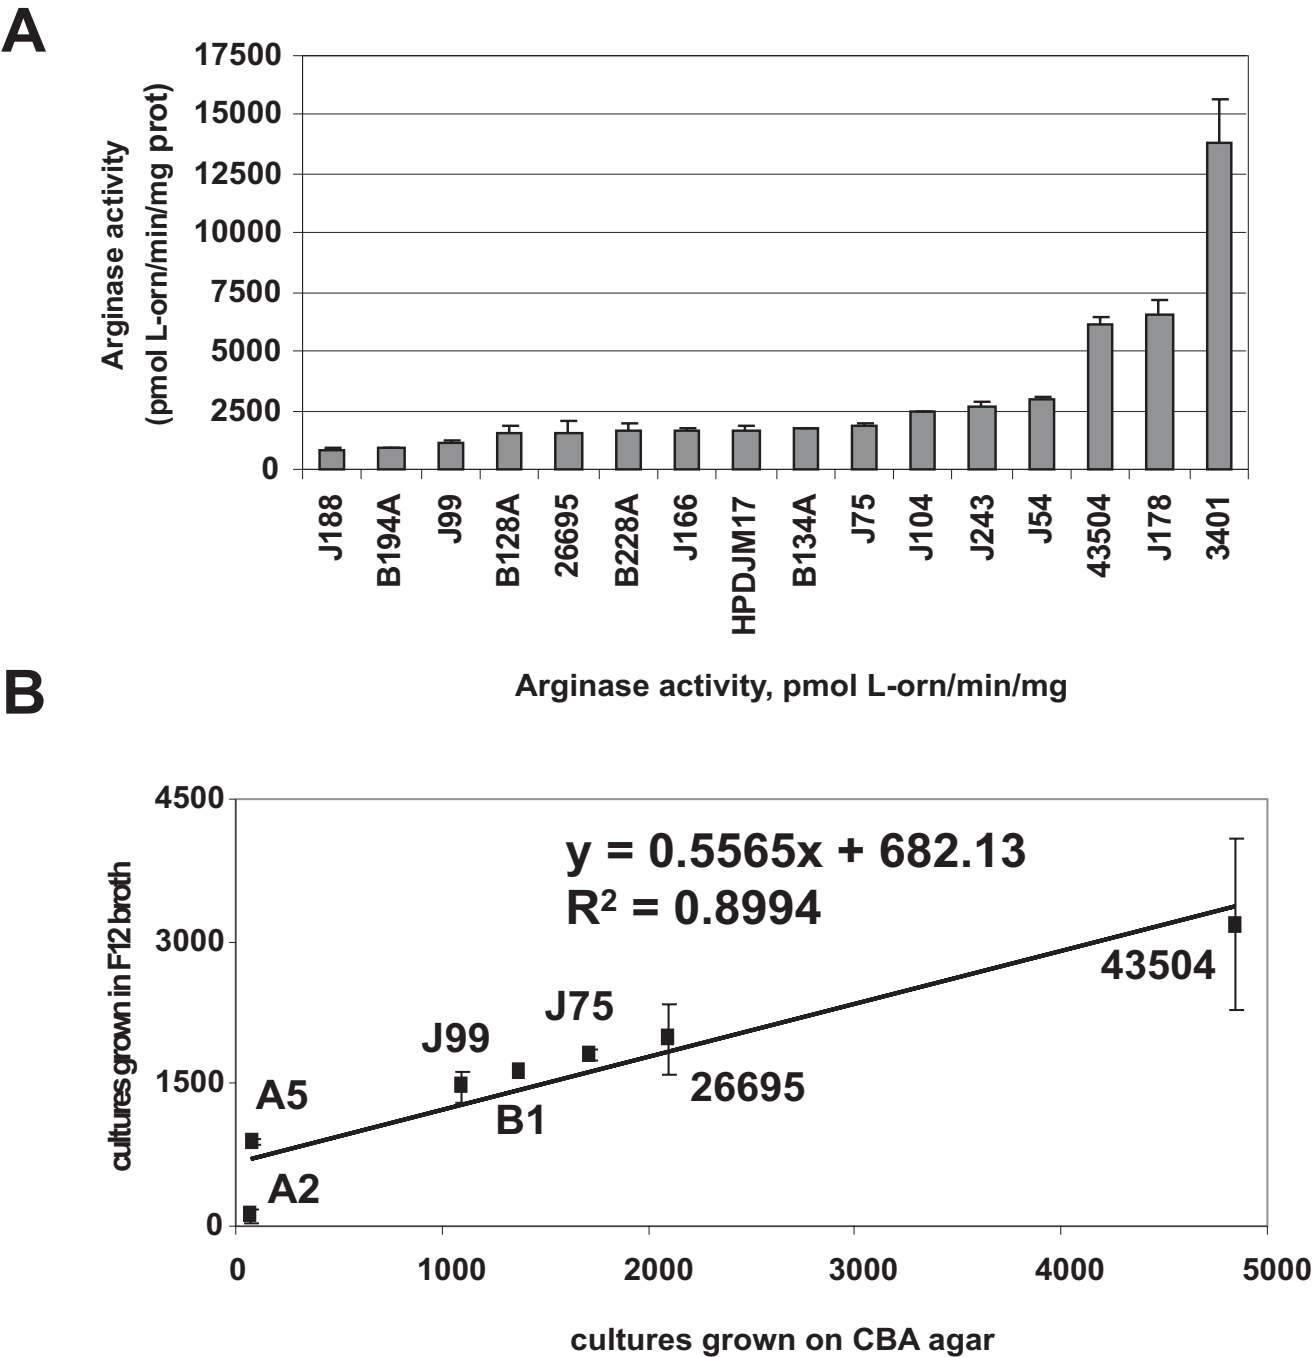 A
17500
15000
12500
10000
7500
5000
2500
0
Arginase activity
(pmol L-orn/min/mg prot)
J188
B194A
J99
B128A
26695
B228A
J166
HPDJM17
B134A
J75
J104
J243
J54
43504
J178
3401
Arginase activity, pmol L-orn/min/mg
B
4500
3000
1500
0
cultures grown in F12 broth
y = 0.5565x + 682.13
R² = 0.8994
A5
A2
J99
B1
J75
26695
43504
0
1000
2000
3000
4000
5000
cultures grown on CBA agar